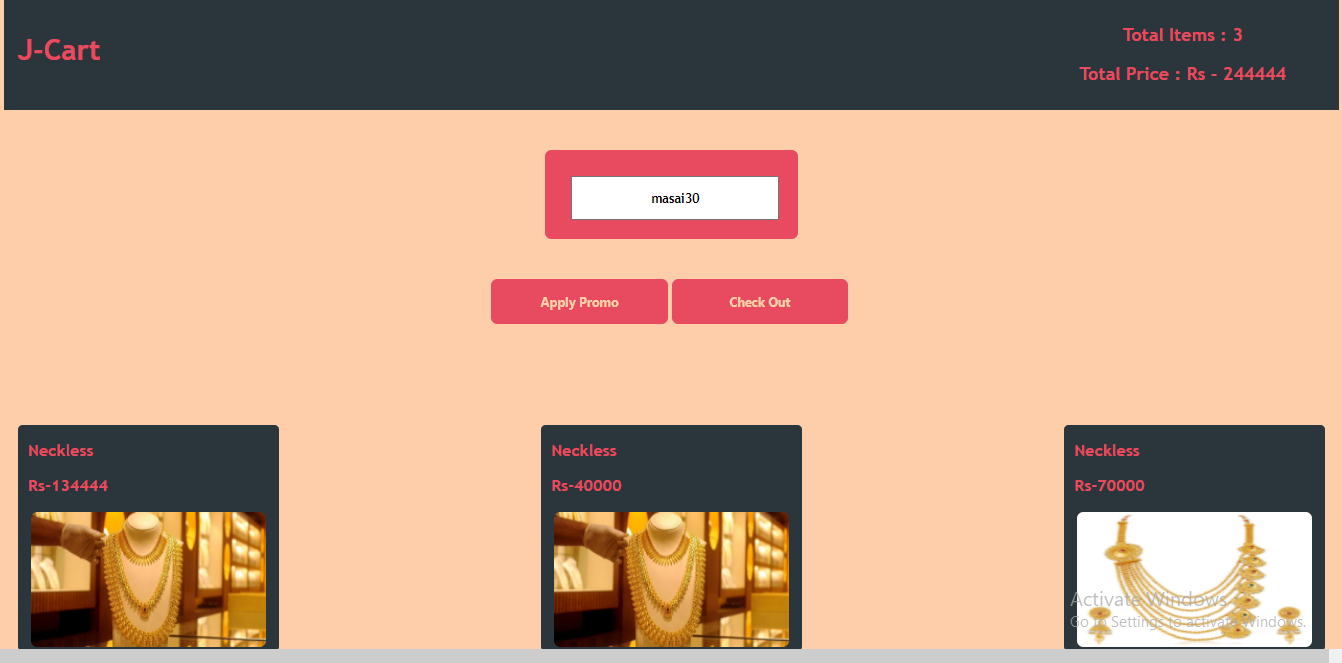 J-Cart
Total Items : 3
Total Price : Rs - 244444
masai30
Apply Promo
Check Out
Neckless
Rs-134444
Neckless
Rs-40000
Neckless
Rs-70000
Activate Windows
Go to Settings to activate Windows.